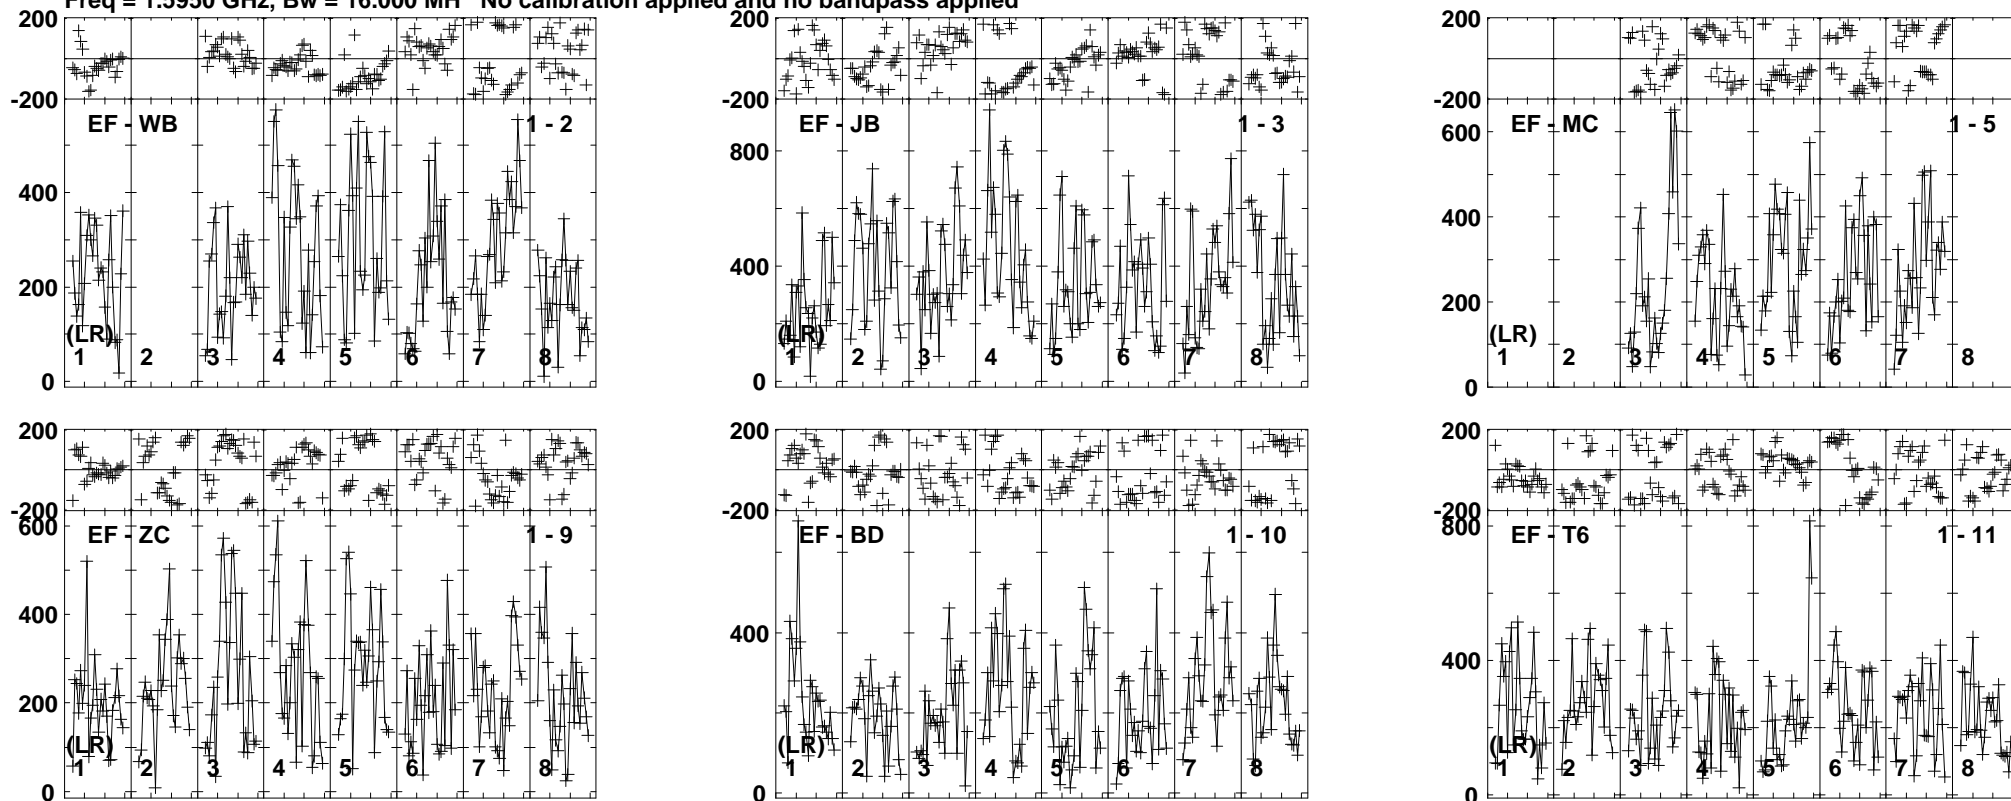 Freq = 1.5950 GHz, Bw = 16.000 MH No calibration applied and no bandpass applied
200
-200
EF - WB
1 - 2
400
200
0
(LR)
1 2 3 4 5 6 7 8
200
-200
EF - JB
1 - 3
800
400
0
(LR)
1 2 3 4 5 6 7 8
200
-200
EF - MC
1 - 5
600
400
200
0
(LR)
1 2 3 4 5 6 7 8
200
-200
EF - ZC
1 - 9
600
400
200
0
(LR)
1 2 3 4 5 6 7 8
200
-200
EF - BD
1 - 10
400
0
(LR)
1 2 3 4 5 6 7 8
200
-200
EF - T6
1 - 11
800
400
0
(LR)
1 2 3 4 5 6 7 8